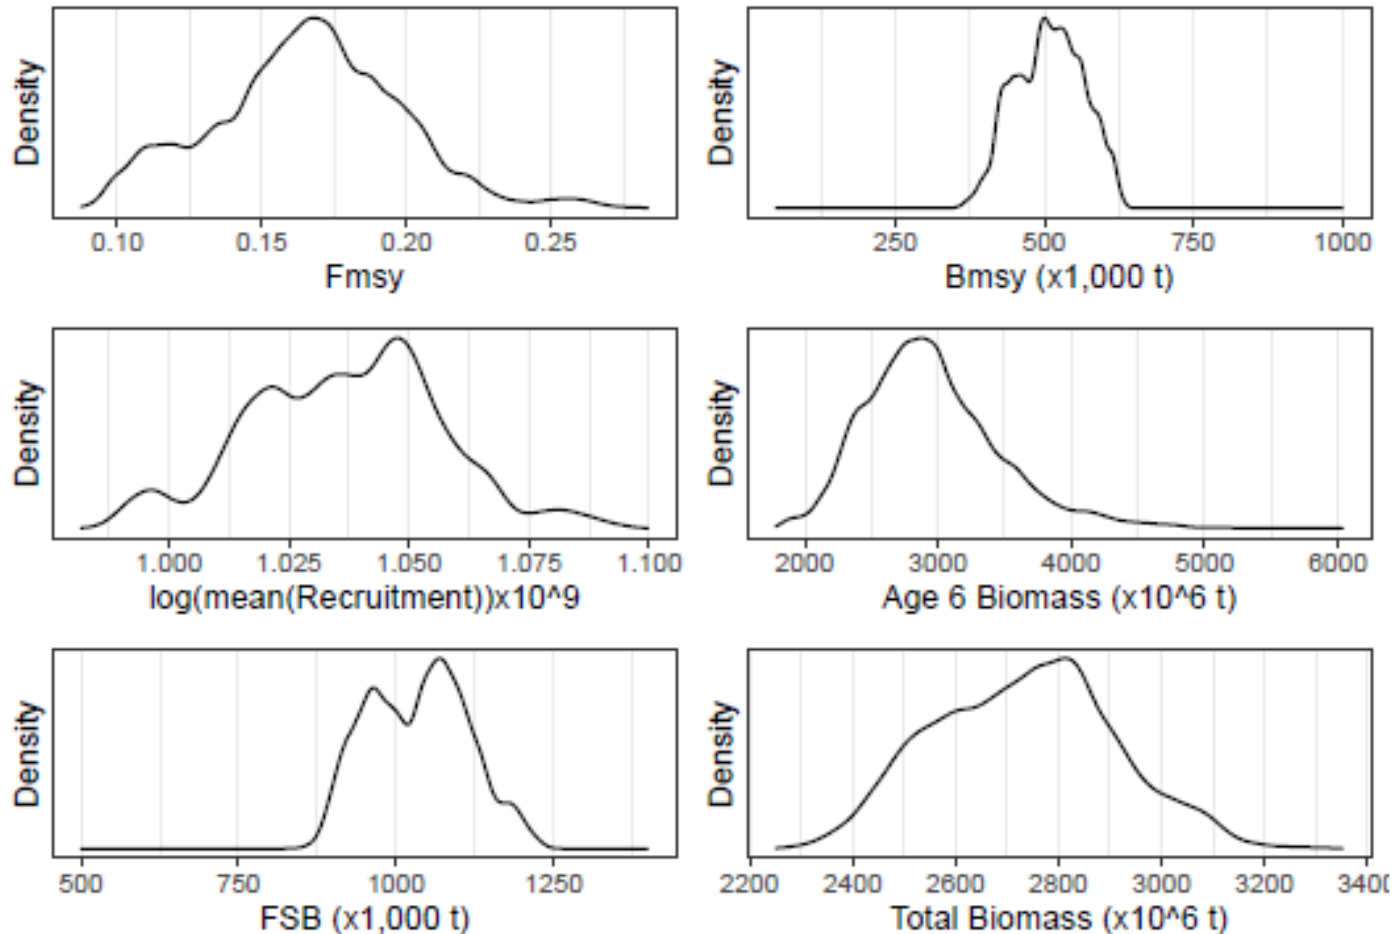 Density
0.10 0.15 0.20 0.25
Fmsy
Density
250 500 750 1000
Bmsy (x1,000 t)
Density
1.000 1.025 1.050 1.075 1.100
log(mean(Recruitment))x10^9
Density
2000 3000 4000 5000 6000
Age 6 Biomass (x10^6 t)
Density
500 750 1000 1250
FSB (x1,000 t)
Density
2200 2400 2600 2800 3000 3200
Total Biomass (x10^6 t)